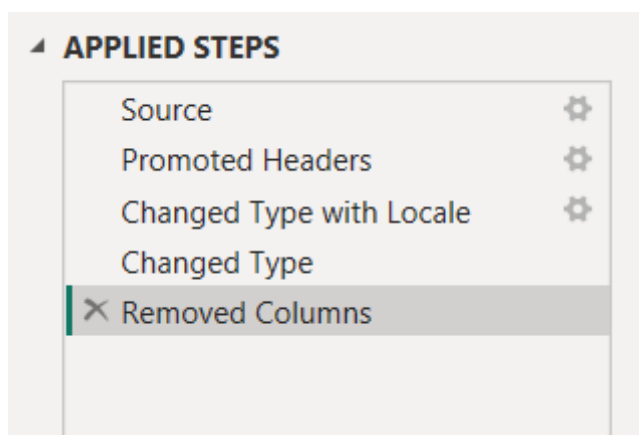 APPLIED STEPS
Source
Promoted Headers
Changed Type with Locale
Changed Type
Removed Columns